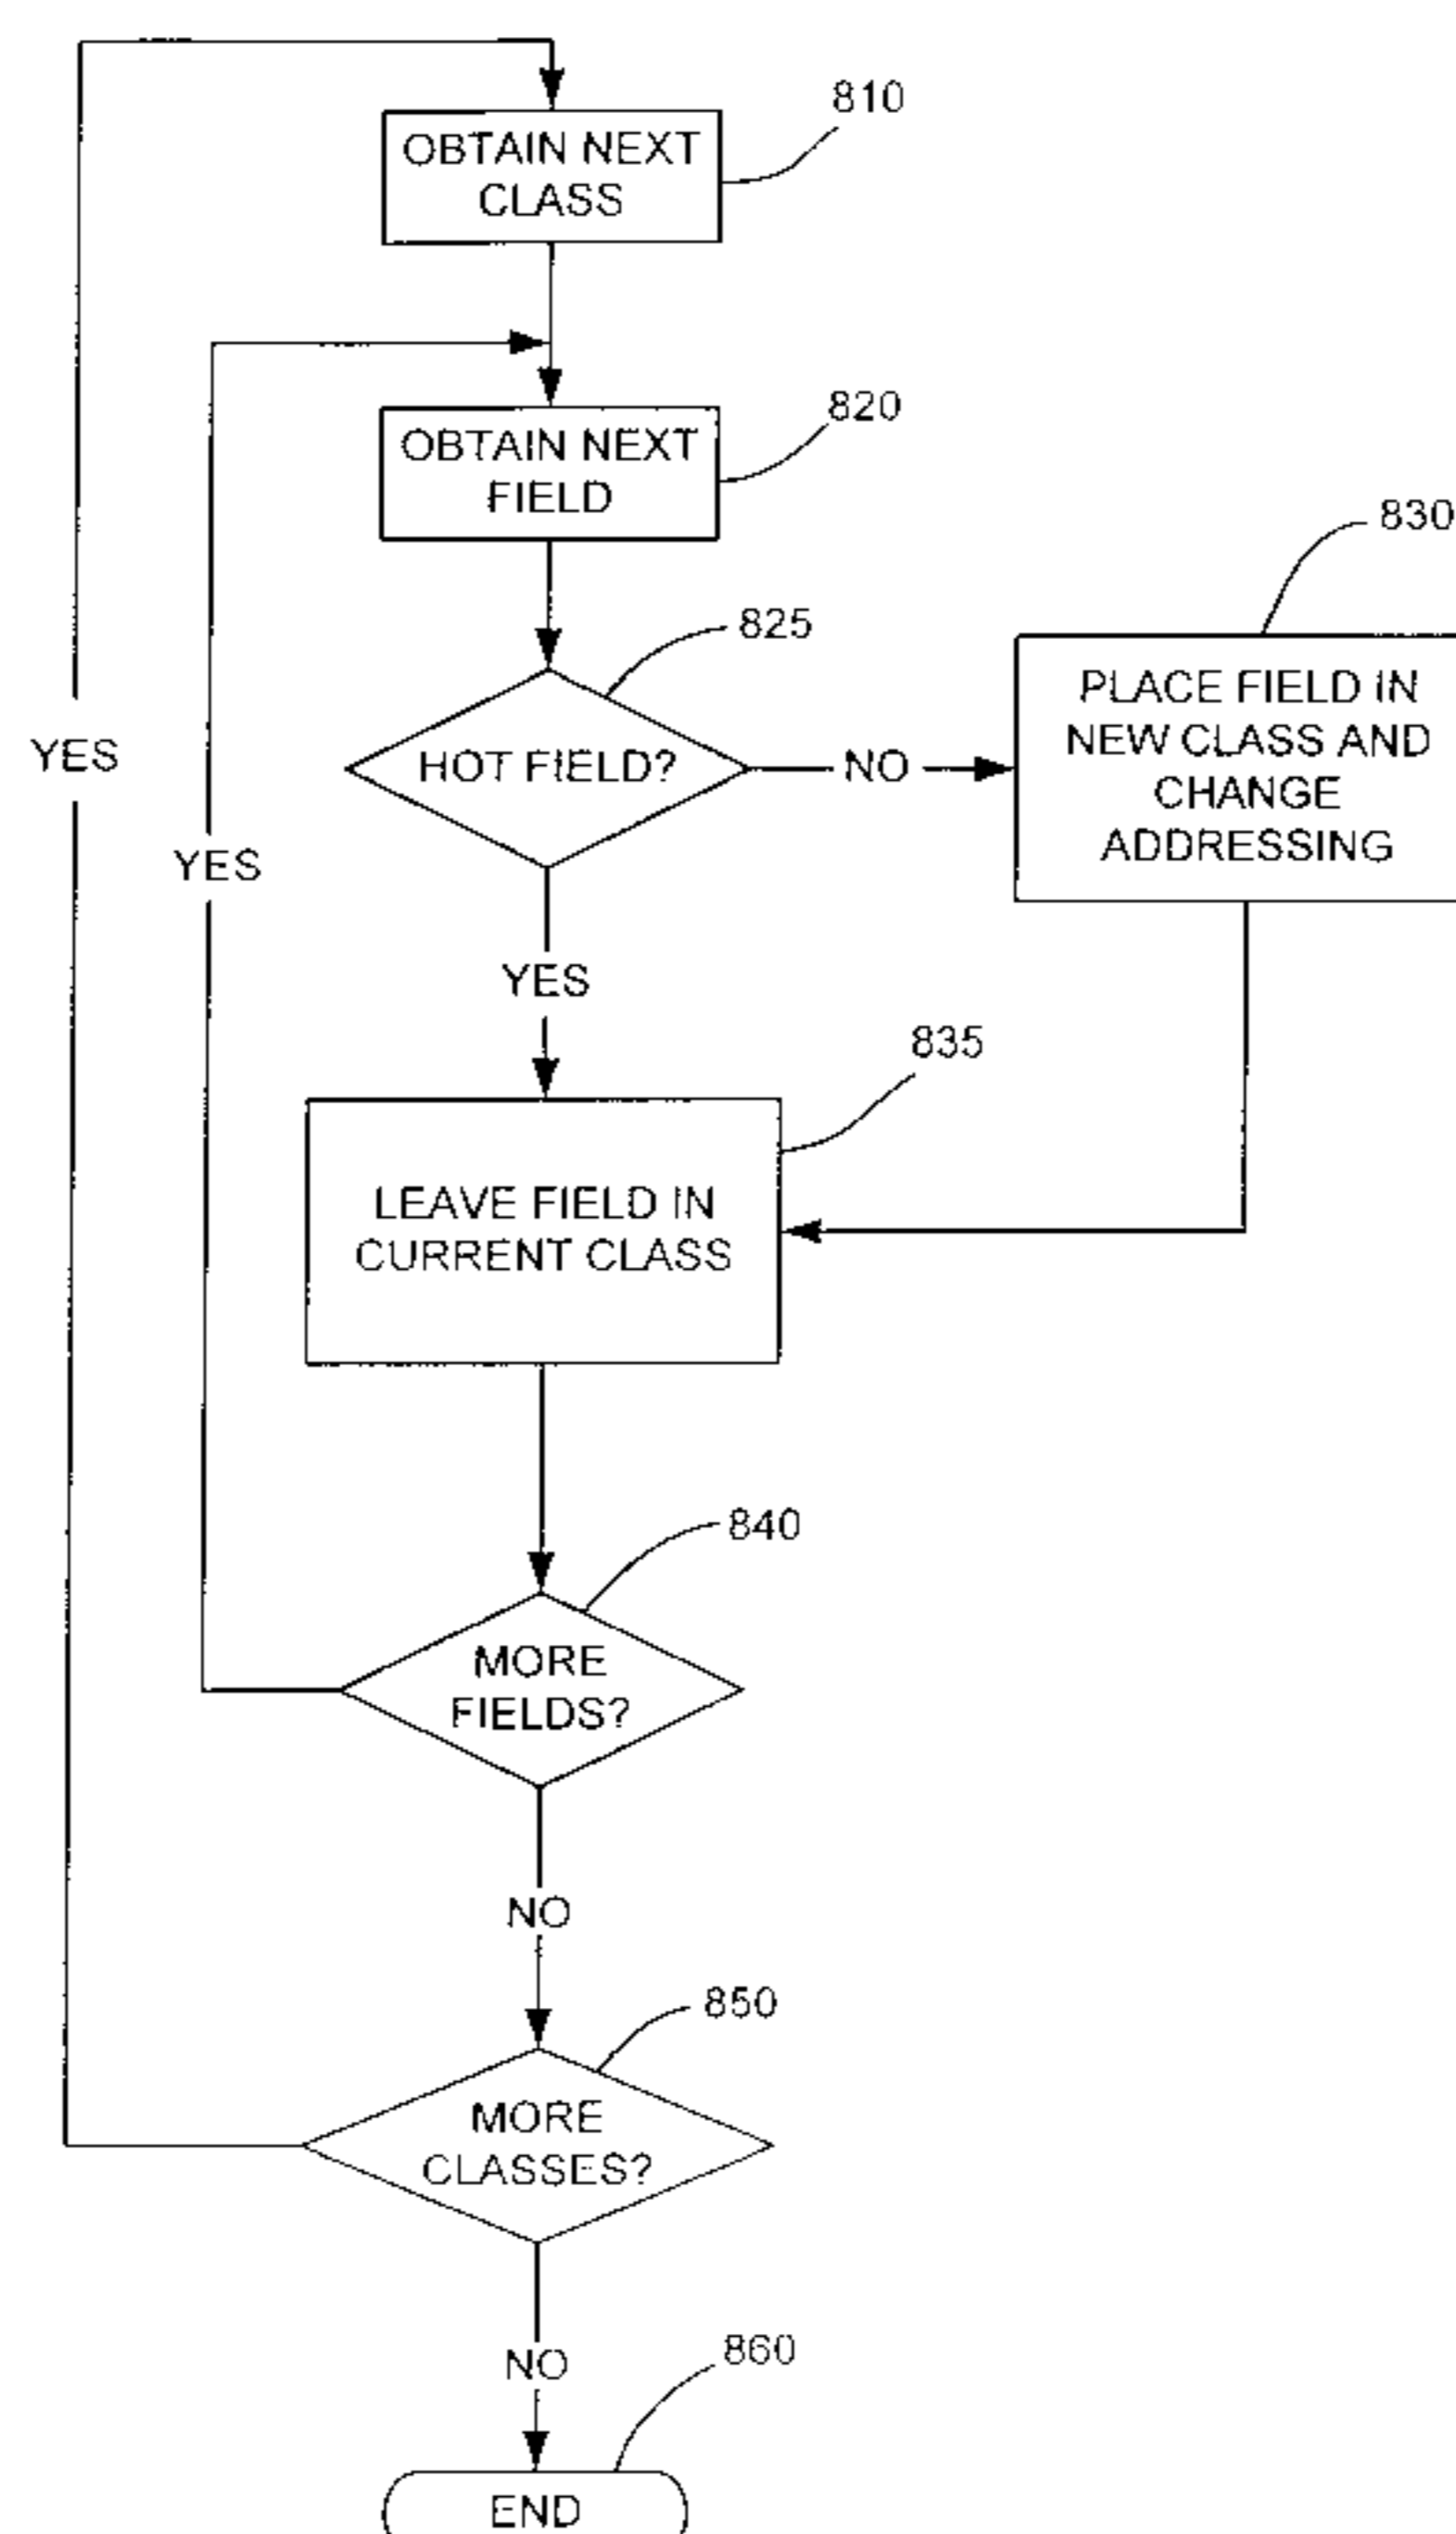 810
OBTAIN NEXT
CLASS
820
OBTAIN NEXT
FIELD
830
825
PLACE FIELD IN
NEW CLASS AND
CHANGE
ADDRESSING
HOT FIELD?
NO
YES
YES
YES
835
LEAVE FIELD IN
CURRENT CLASS
840
MORE
FIELDS?
NO
850
MORE
CLASSES?
NO
860
END